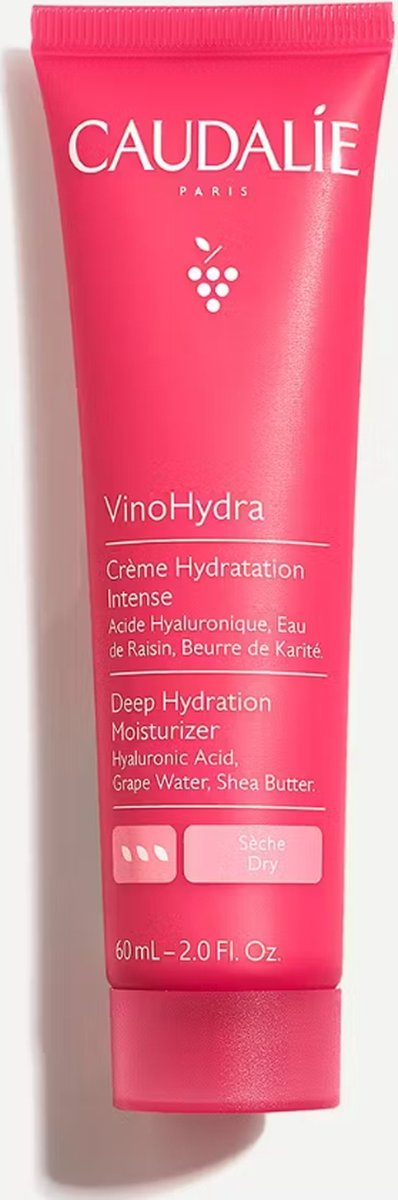 CAUDALÍE
PARIS
VinoHydra
Crème Hydratation
Intense
Acide Hyaluronique, Eau
de Raisin, Beurre de Karité.
Deep Hydration
Moisturizer
Hyaluronic Acid,
Grape Water, Shea Butter.
Sèche
Dry
60 mL – 2.0 Fl. Oz.